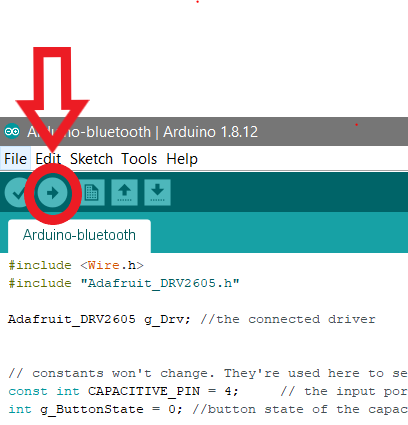 Arduino-bluetooth | Arduino 1.8.12
File Edit Sketch Tools Help
Arduino-bluetooth
#include <Wire.h>
#include "Adafruit_DRV2605.h"
Adafruit_DRV2605 g_Drv; //the connected driver
// constants won't change. They're used here to se
const int CAPACITIVE_PIN = 4; // the input por
int g_ButtonState = 0; //button state of the capac